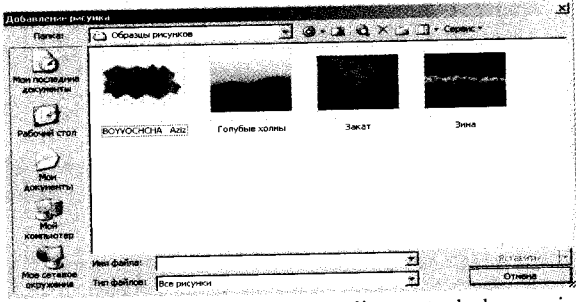 Добавление рисунка
Папка: Образцы рисунков Сервис
Мои последние документы
Рабочий стол
Мои документы
Мой компьютер
Мое сетевое окружение
BOYVOCHCHA Aziz
Голубые холмы
Закат
Зима
Имя файла:
Тип файлов: Все рисунки
Вставить
Отмена